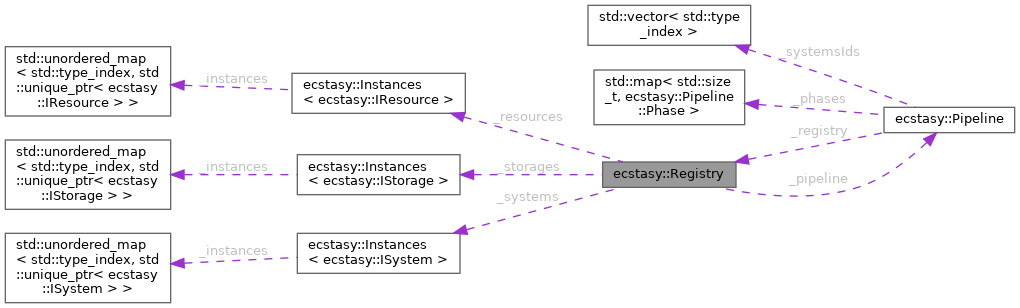 std::vector< std::type
_index >
_systemsIds
std::unordered_map
< std::type_index, std
::unique_ptr< ecstasy
::IResource > >
_instances
ecstasy::Instances
< ecstasy::IResource >
_resources
std::map< std::size
_t, ecstasy::Pipeline
::Phase >
_phases
ecstasy::Pipeline
_registry
std::unordered_map
< std::type_index, std
::unique_ptr< ecstasy
::IStorage > >
_instances
ecstasy::Instances
< ecstasy::IStorage >
_storages
ecstasy::Registry
_pipeline
_systems
std::unordered_map
< std::type_index, std
::unique_ptr< ecstasy
::ISystem > >
_instances
ecstasy::Instances
< ecstasy::ISystem >